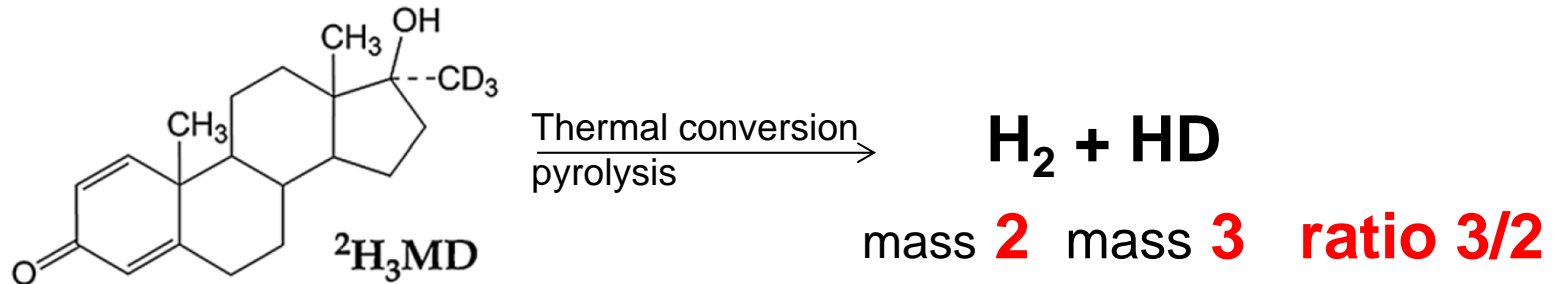 OH
CH₃
CD₃
CH₃
O
²H₃MD
Thermal conversion
pyrolysis
H₂ + HD
mass 2 mass 3 ratio 3/2